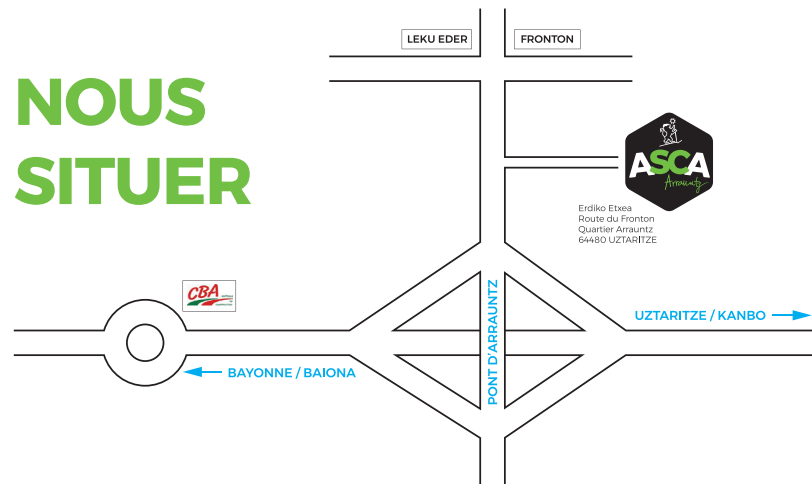 LEKU EDER
FRONTON
NOUS
SITUER
ASCA
Arrauntz
Erdiko Etxea
Route du Fronton
Quartier Arrauntz
64480 UZTARITZE
CBA
PONT D'ARRAUNTZ
UZTARITZE / KANBO
BAYONNE / BAIONA